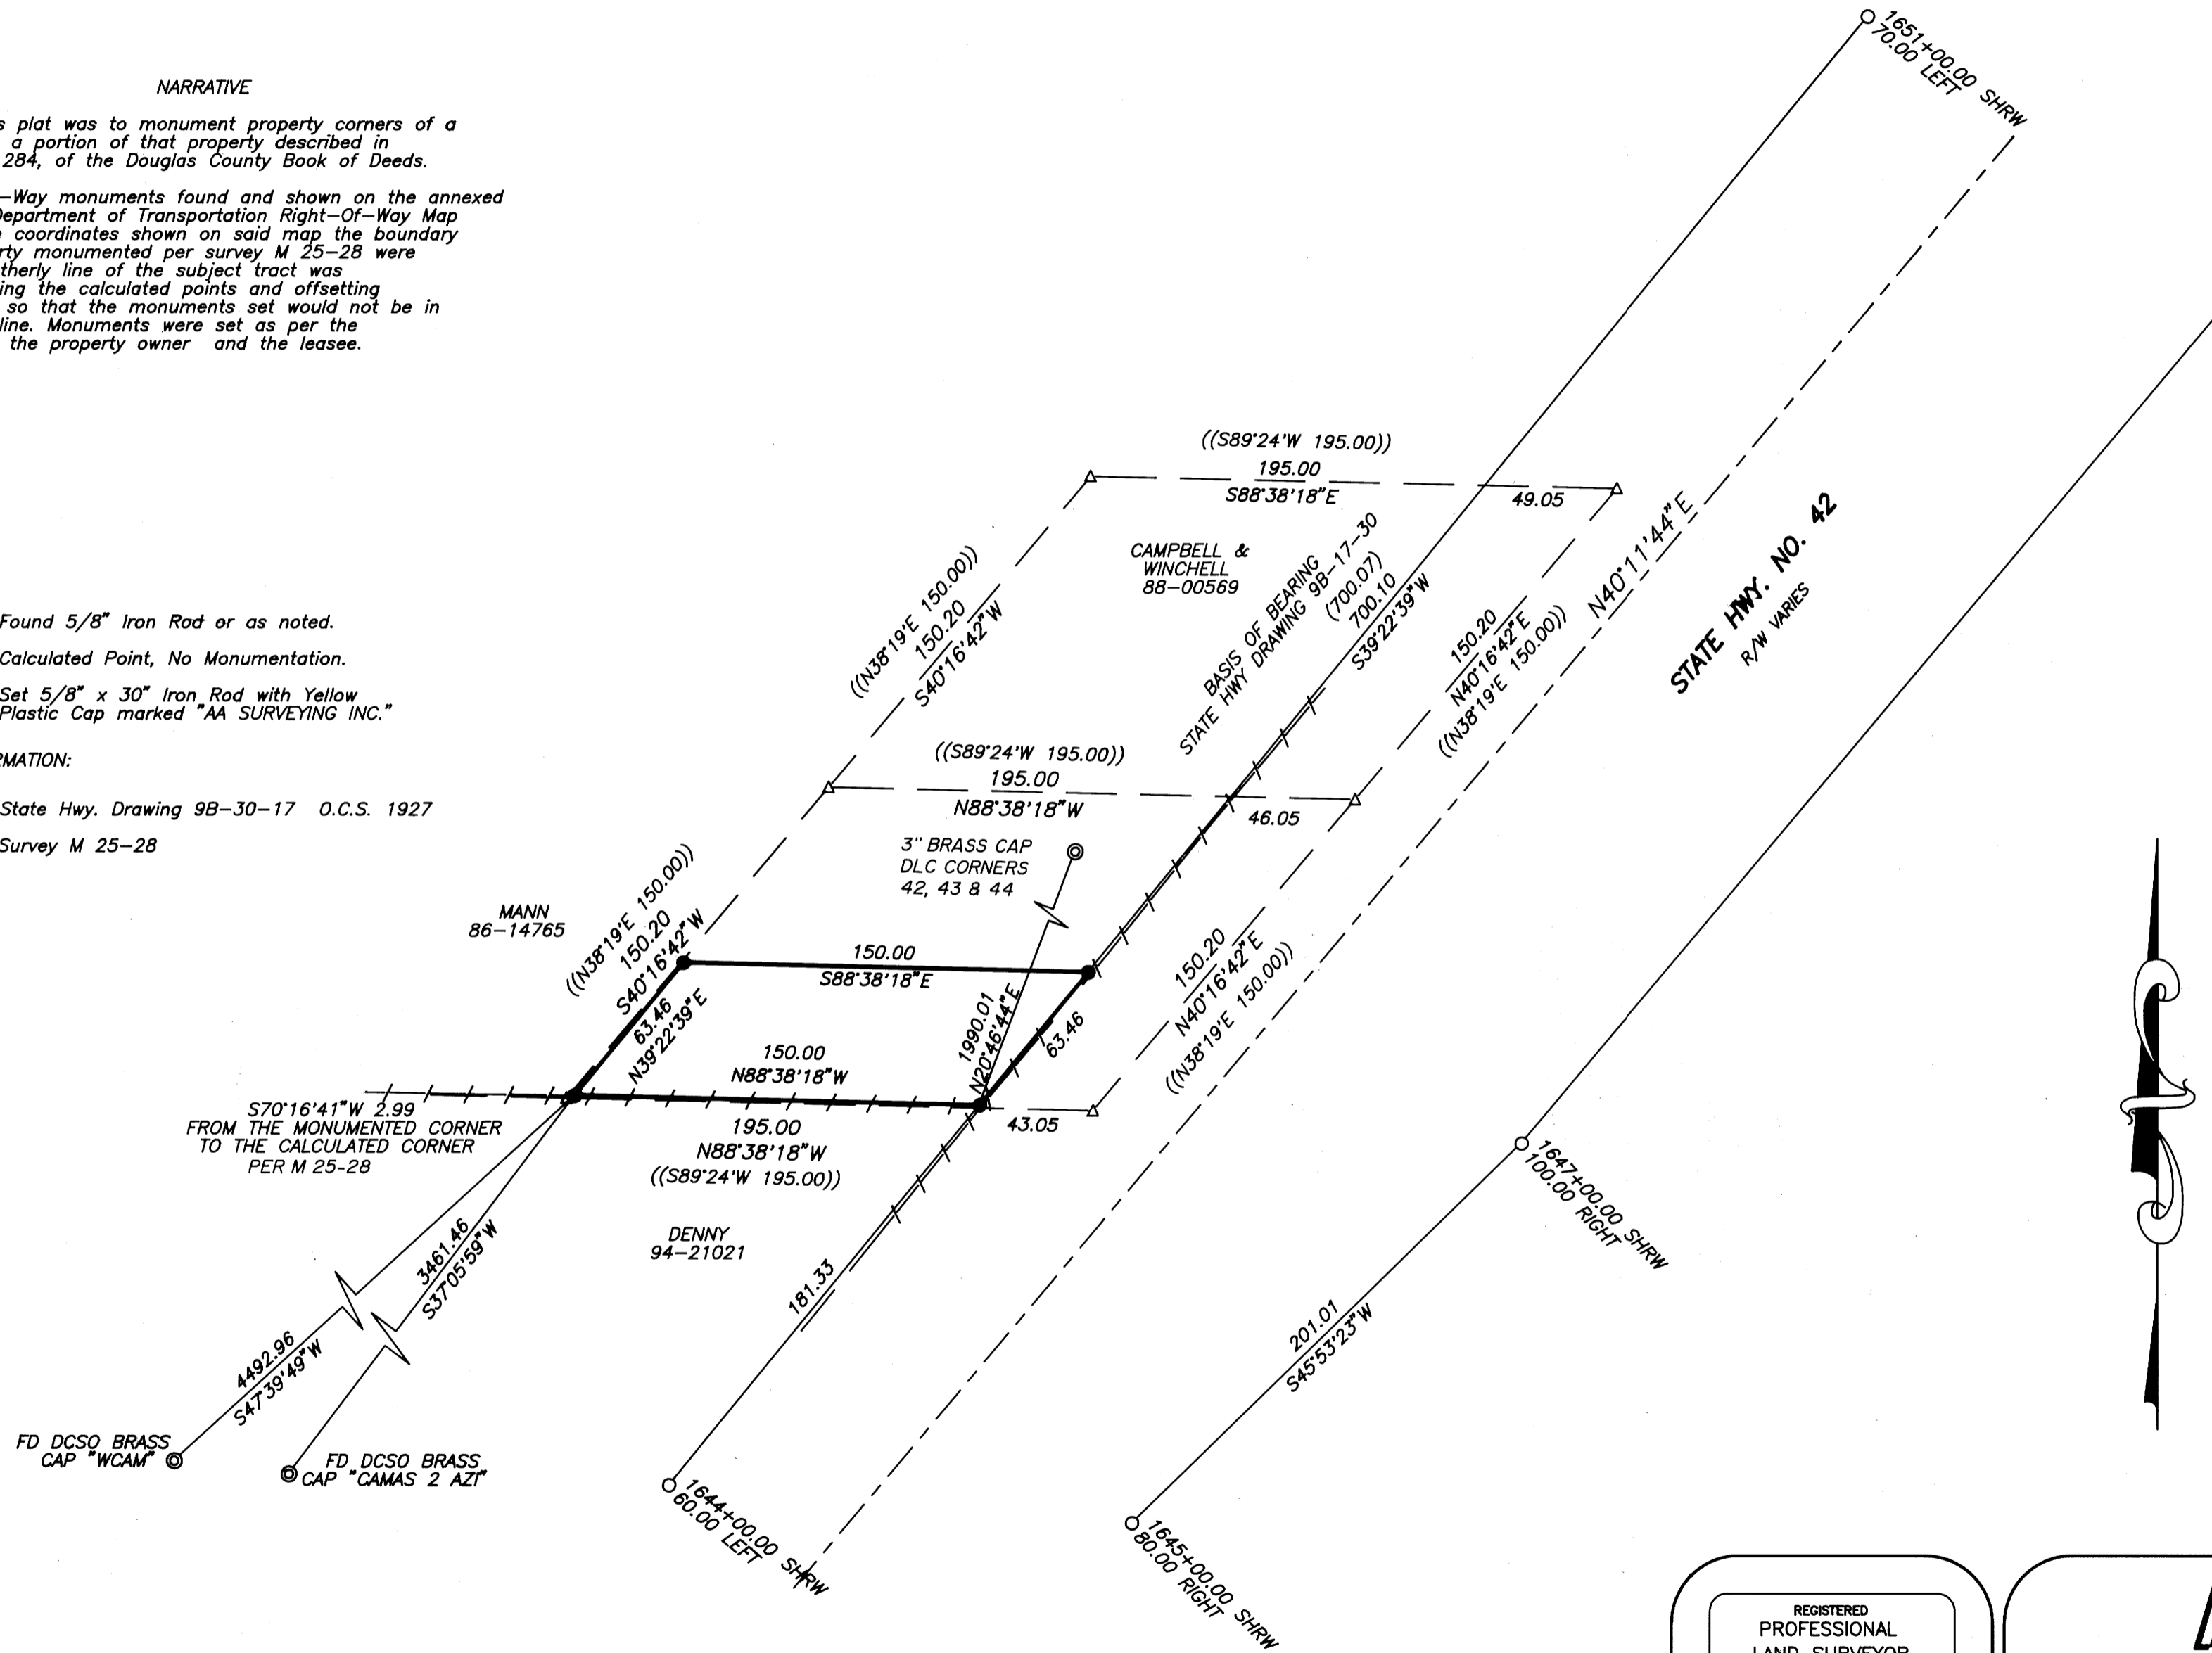 NARRATIVE
s plat was to monument property corners of a
a portion of that property described in
284, of the Douglas County Book of Deeds.
-Way monuments found and shown on the annexed
Department of Transportation Right-Of-Way Map
coordinates shown on said map the boundary
rty monumented per survey M 25-28 were
therly line of the subject tract was
ing the calculated points and offsetting
so that the monuments set would not be in
line. Monuments were set as per the
the property owner and the leasee.
Found 5/8" Iron Rod or as noted.
Calculated Point, No Monumentation.
Set 5/8" x 30" Iron Rod with Yellow
Plastic Cap marked "AA SURVEYING INC."
RMATION:
State Hwy. Drawing 9B-30-17 O.C.S. 1927
Survey M 25-28
1651+00.00 SHRW
70.00 LEFT
((S89°24'W 195.00))
195.00
S88°38'18"E
49.05
CAMPBELL &
WINCHELL
88-00569
((N38°19'E 150.00))
150.20
S40°16'42"W
BASIS OF BEARING
STATE HWY DRAWING 9B-17-30
(700.07)
700.10
S39°22'39"W
150.20
N40°16'42"E
((N38°19'E 150.00))
N40°11'44"E
STATE HWY. NO. 42
R/W VARIES
((S89°24'W 195.00))
195.00
N88°38'18"W
46.05
3" BRASS CAP
DLC CORNERS
42, 43 & 44
MANN
86-14765
((N38°19'E 150.00))
150.20
S40°16'42"W
63.46
N39°22'39"E
150.00
S88°38'18"E
1990.01
N20°46'44"E
63.46
150.20
N40°16'42"E
((N38°19'E 150.00))
150.00
N88°38'18"W
S70°16'41"W 2.99
FROM THE MONUMENTED CORNER
TO THE CALCULATED CORNER
PER M 25-28
195.00
N88°38'18"W
((S89°24'W 195.00))
43.05
DENNY
94-21021
181.33
3461.46
S37°05'59"W
4492.96
S47°39'49"W
FD DCSO BRASS
CAP "WCAM"
FD DCSO BRASS
CAP "CAMAS 2 AZI"
1644+00.00 SHRW
60.00 LEFT
201.01
S45°53'23"W
1647+00.00 SHRW
100.00 RIGHT
1645+00.00 SHRW
80.00 RIGHT
REGISTERED
PROFESSIONAL
LAND SURVEYOR